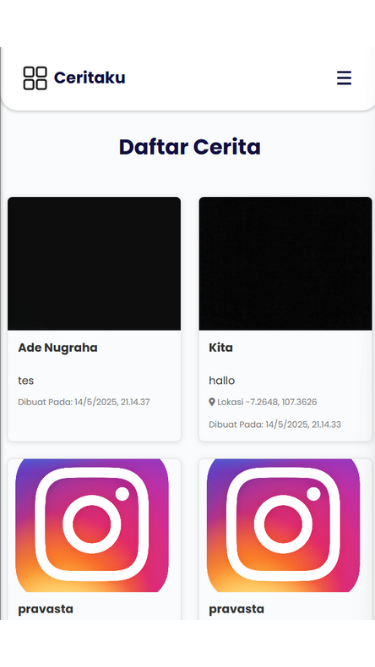 Ceritaku
Daftar Cerita
Ade Nugraha
tes
Dibuat Pada: 14/5/2025, 21.14.37
Kita
hallo
Lokasi -7.2648, 107.3626
Dibuat Pada: 14/5/2025, 21.14.33
pravasta
pravasta